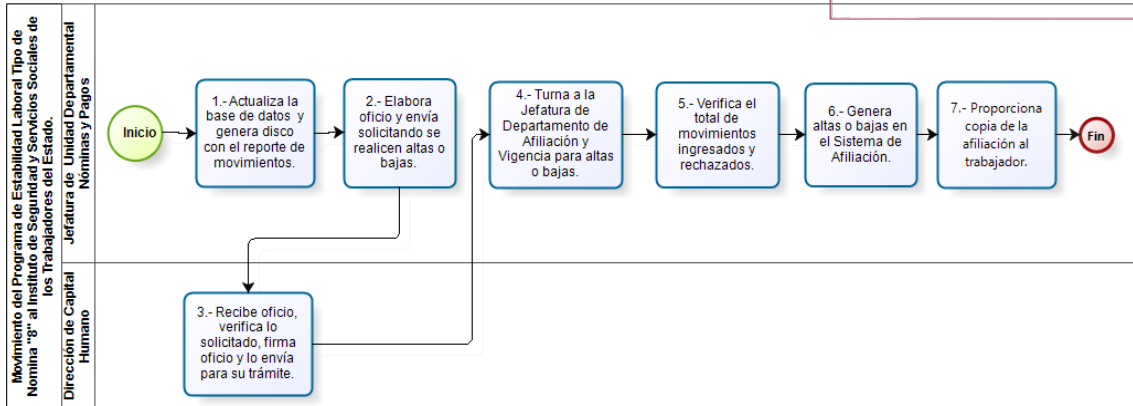 Movimiento del Programa de Estabilidad Laboral Tipo de
Nomina "8" al Instituto de Seguridad y Servicios Sociales de
los Trabajadores del Estado.
Jefatura de Unidad Departamental
Nóminas y Pagos
Inicio
1.- Actualiza la
base de datos y
genera disco
con el reporte de
movimientos.
2.- Elabora
oficio y envía
solicitando se
realicen altas o
bajas.
4.- Turna a la
Jefatura de
Departamento de
Afiliación y
Vigencia para altas
o bajas.
5.- Verifica el
total de
movimientos
ingresados y
rechazados.
6.- Genera
altas o bajas en
el Sistema de
Afiliación.
7.- Proporciona
copia de la
afiliación al
trabajador.
Fin
Dirección de Capital
Humano
3.- Recibe oficio,
verifica lo
solicitado, firma
oficio y lo envía
para su trámite.